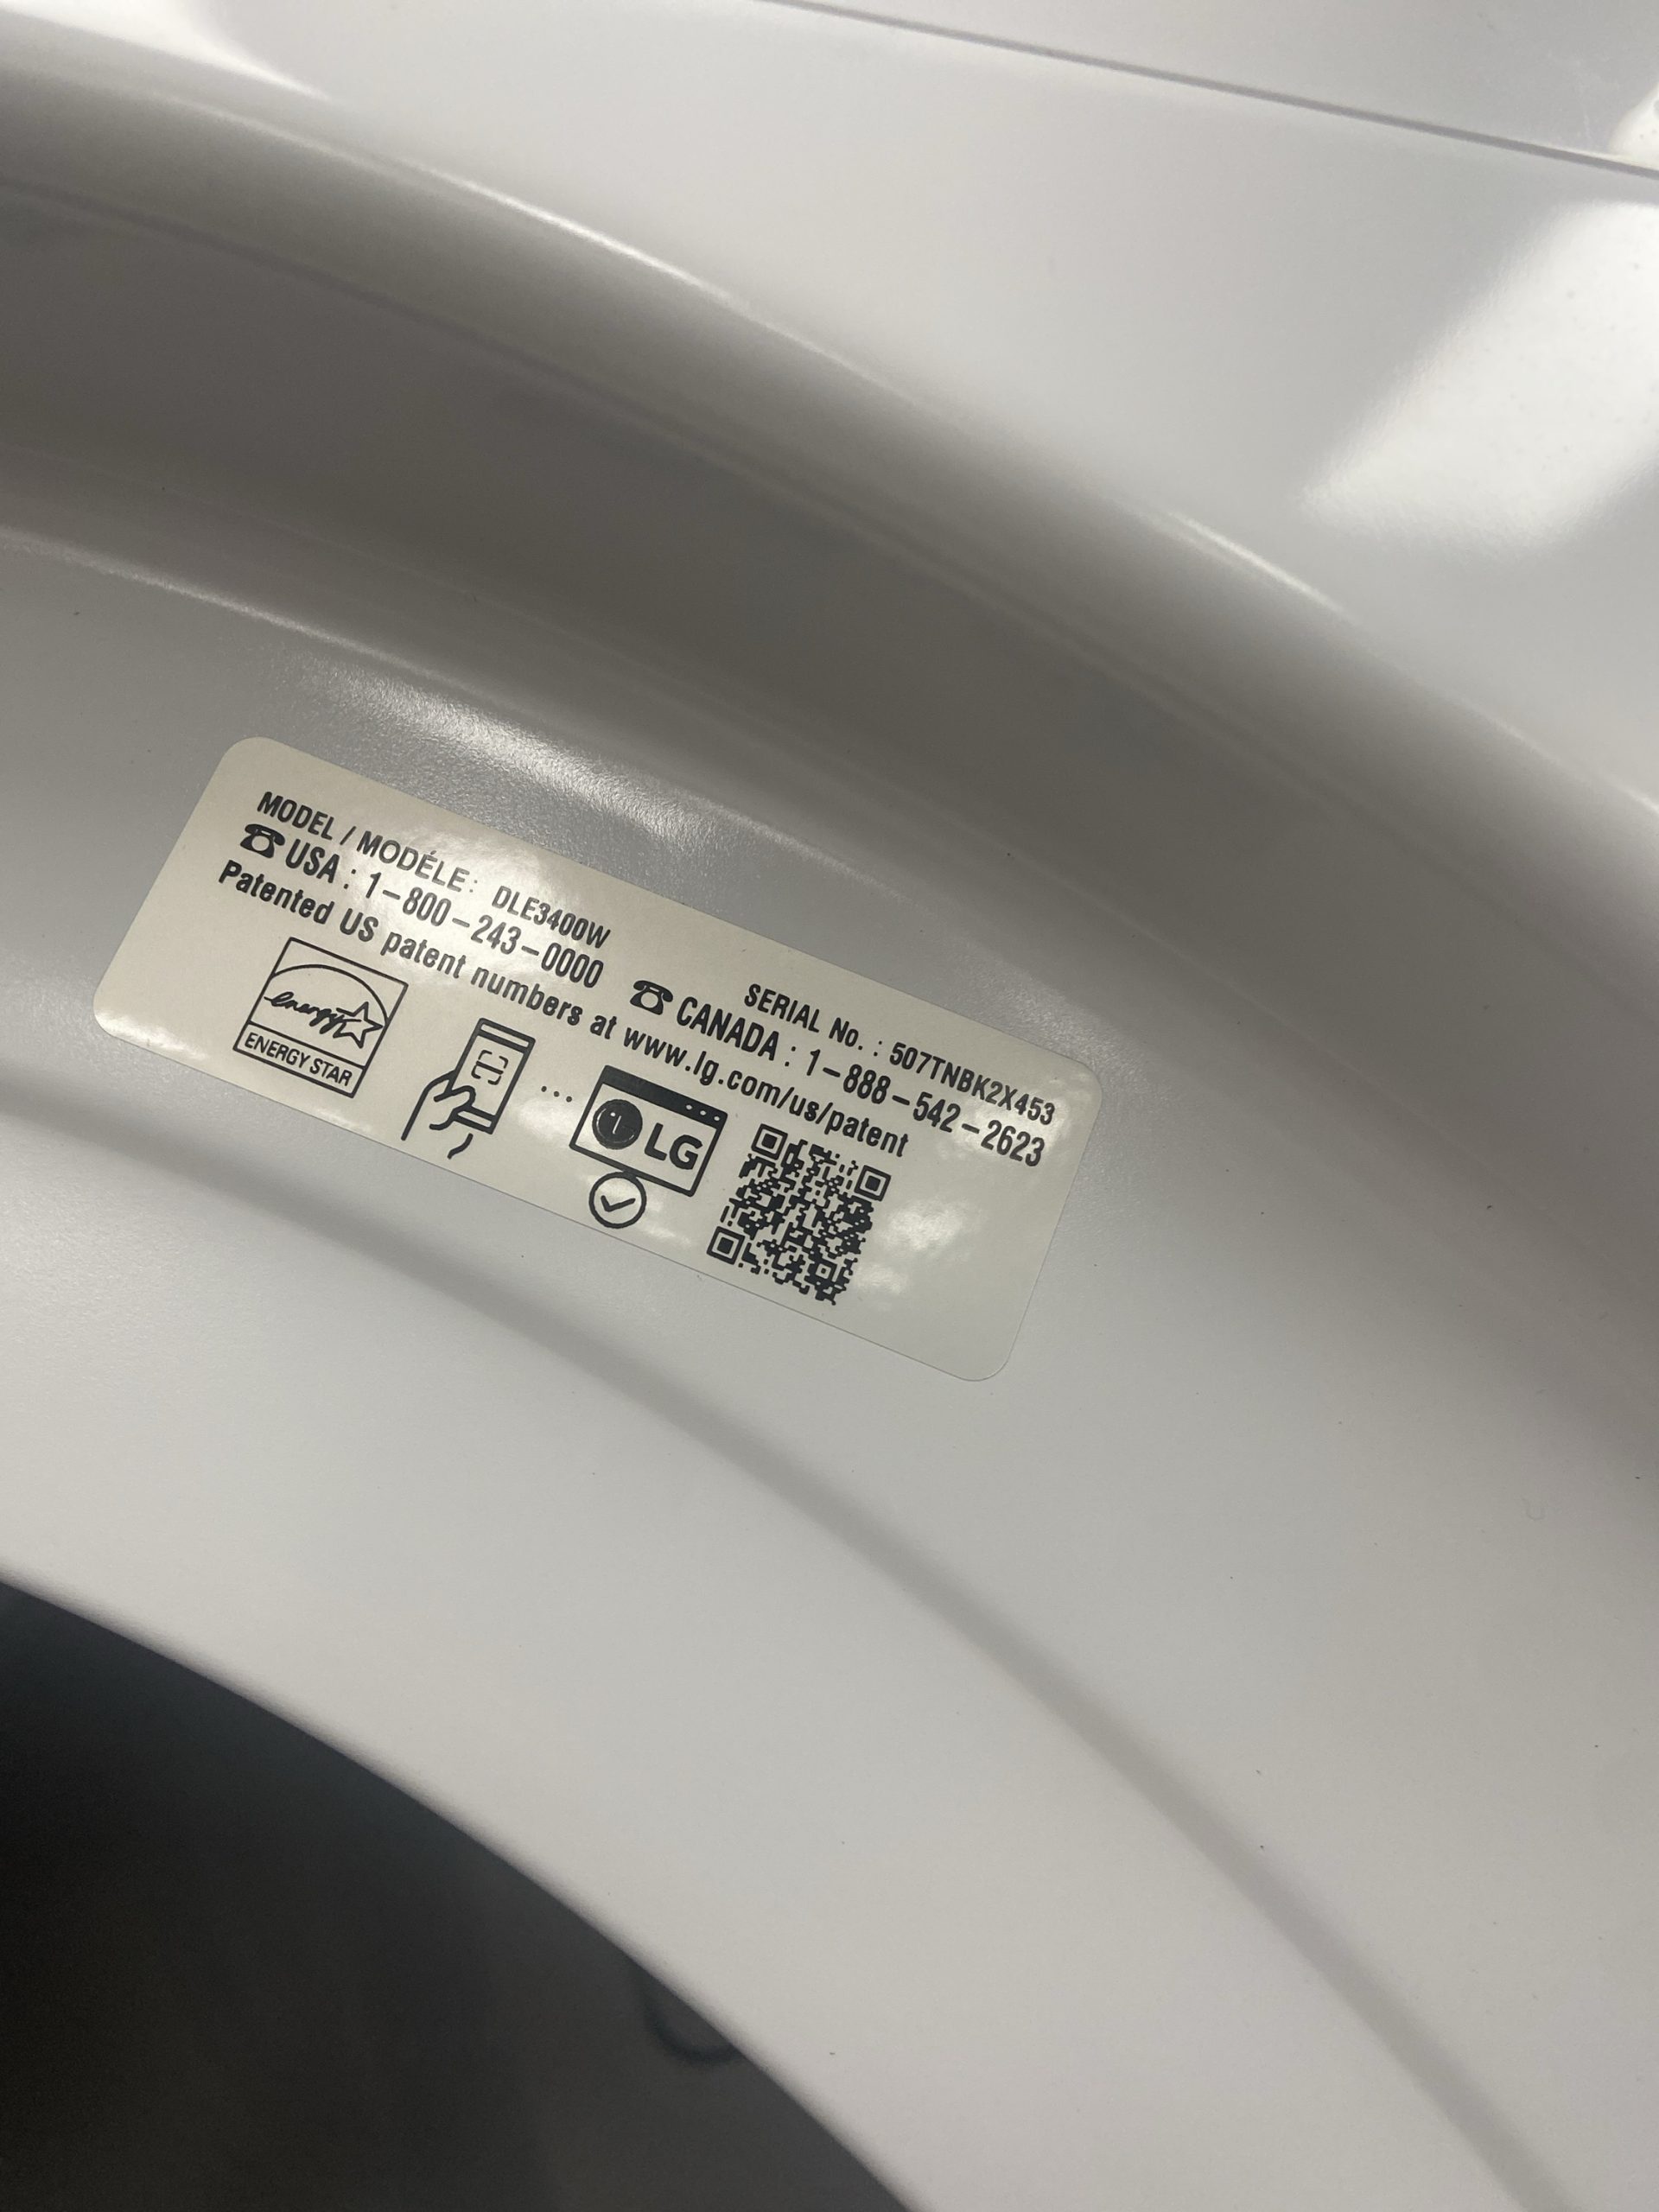 MODEL / MODÉLE: DLE3400W SERIAL No. : 507TNBK2X453
USA : 1-800-243-0000 CANADA : 1-888-542-2623
Patented US patent numbers at www.lg.com/us/patent
energy
ENERGY STAR
LG